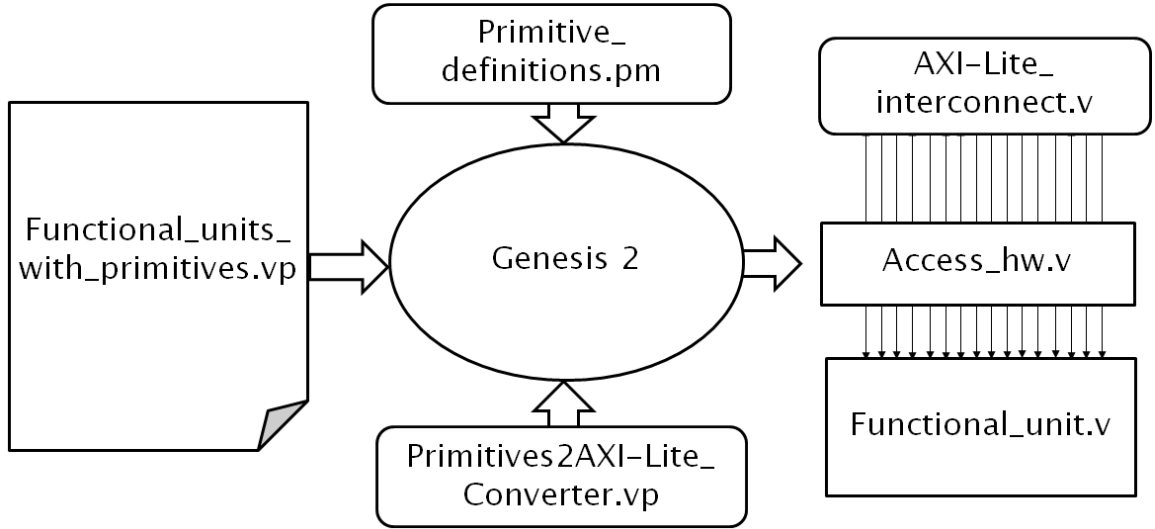 Primitive_
definitions.pm
AXI-Lite_
interconnect.v
Functional_units_
with_primitives.vp
Genesis 2
Access_hw.v
Functional_unit.v
Primitives2AXI-Lite_
Converter.vp